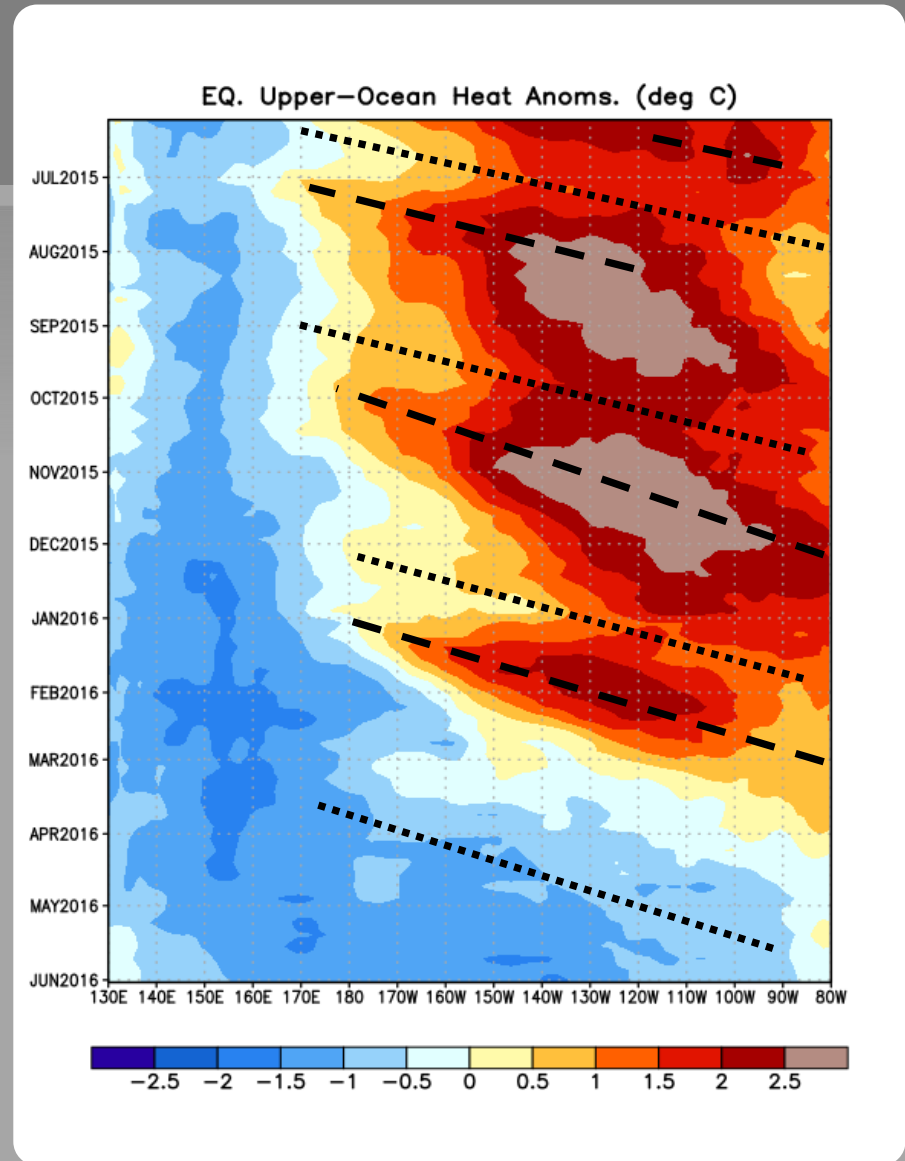 EQ. Upper-Ocean Heat Anoms. (deg C)
JUL2015
AUG2015
SEP2015
OCT2015
NOV2015
DEC2015
JAN2016
FEB2016
MAR2016
APR2016
MAY2016
JUN2016
130E 140E 150E 160E 170E 180 170W 160W 150W 140W 130W 120W 110W 100W 90W 80W
-2.5 -2 -1.5 -1 -0.5 0 0.5 1 1.5 2 2.5